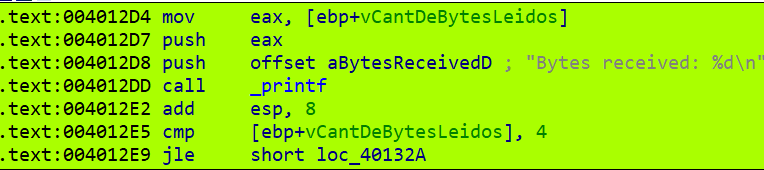 .text:004012D4 mov eax, [ebp+vCantDeBytesLeidos]
.text:004012D7 push eax
.text:004012D8 push offset aBytesReceivedD ; "Bytes received: %d\n"
.text:004012DD call _printf
.text:004012E2 add esp, 8
.text:004012E5 cmp [ebp+vCantDeBytesLeidos], 4
.text:004012E9 jle short loc_40132A